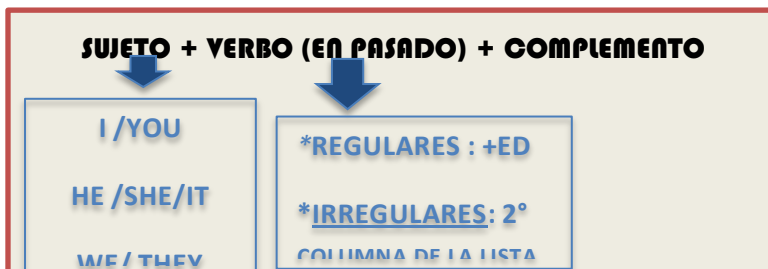 SUJETO + VERBO (EN PASADO) + COMPLEMENTO
I /YOU
HE /SHE/IT
WE/ THEY
*REGULARES : +ED
*IRREGULARES: 2°
COLUMNA DE LA LISTA